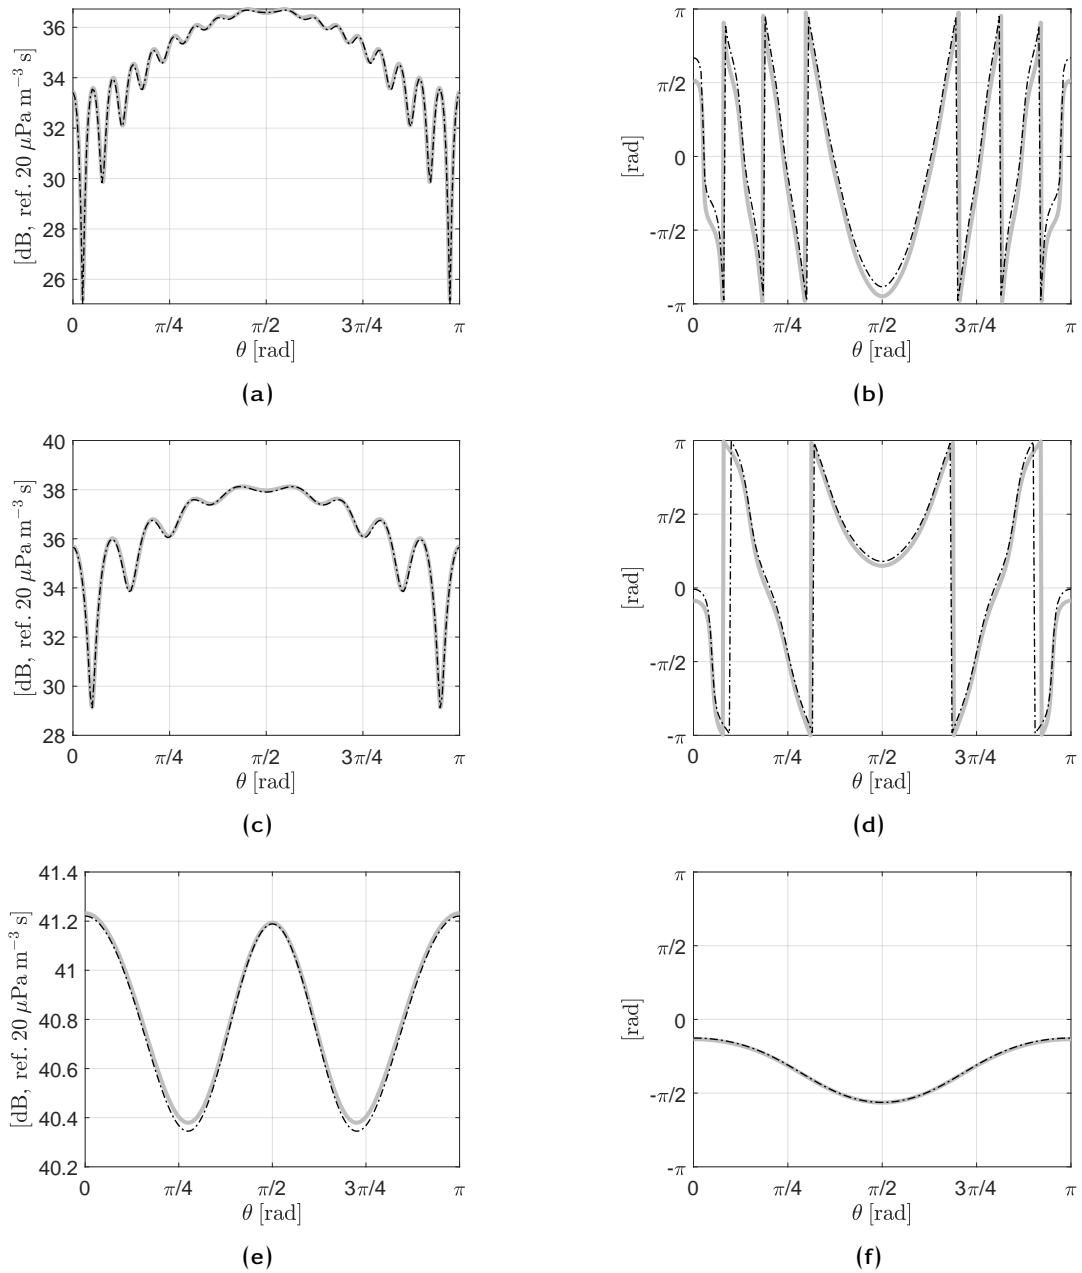 36
34
32
30
28
26
[dB, ref. 20 μPa m⁻³ s]
0 π/4 π/2 3π/4 π
θ [rad]
(a)
π
π/2
0
-π/2
-π
[rad]
0 π/4 π/2 3π/4 π
θ [rad]
(b)
40
38
36
34
32
30
28
[dB, ref. 20 μPa m⁻³ s]
0 π/4 π/2 3π/4 π
θ [rad]
(c)
π
π/2
0
-π/2
-π
[rad]
0 π/4 π/2 3π/4 π
θ [rad]
(d)
41.4
41.2
41
40.8
40.6
40.4
40.2
[dB, ref. 20 μPa m⁻³ s]
0 π/4 π/2 3π/4 π
θ [rad]
(e)
π
π/2
0
-π/2
-π
[rad]
0 π/4 π/2 3π/4 π
θ [rad]
(f)